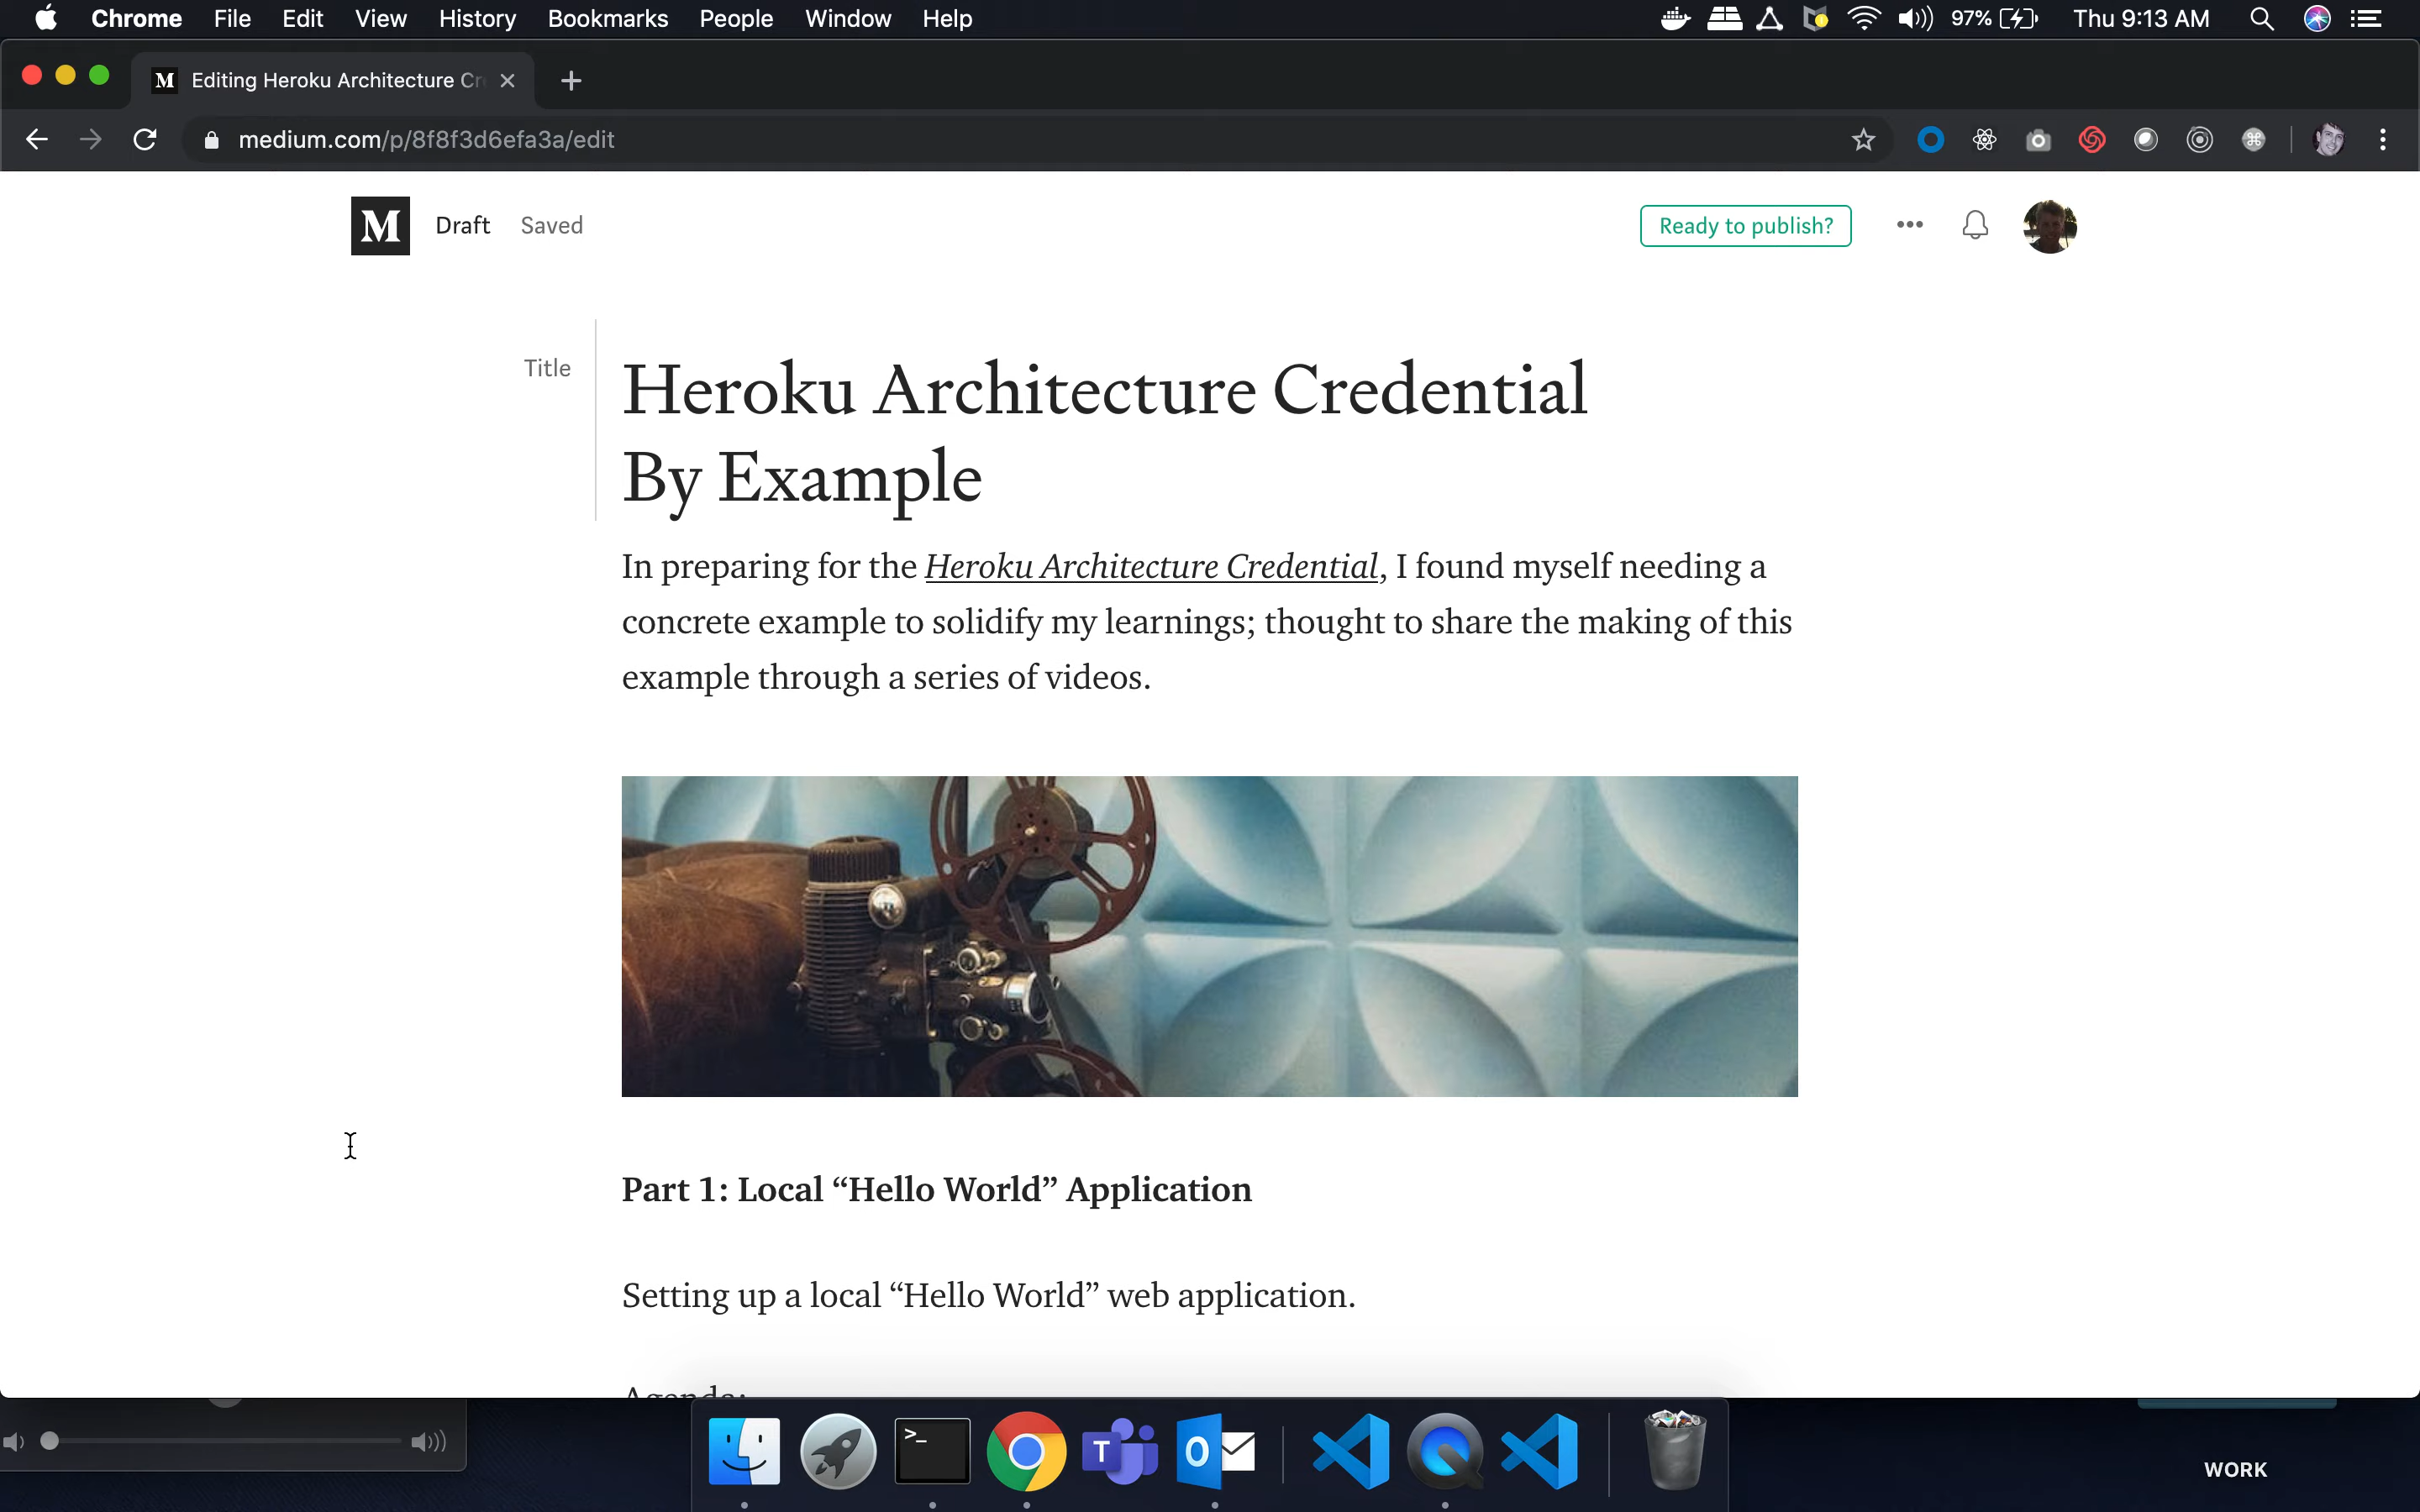 Chrome File Edit View History Bookmarks People Window Help 97% Thu 9:13 AM
M Editing Heroku Architecture Cr
medium.com/p/8f8f3d6efa3a/edit
M Draft Saved Ready to publish?
Title
Heroku Architecture Credential
By Example
In preparing for the Heroku Architecture Credential, I found myself needing a
concrete example to solidify my learnings; thought to share the making of this
example through a series of videos.
Part 1: Local “Hello World” Application
Setting up a local “Hello World” web application.
Agenda:
>_ T O
WORK